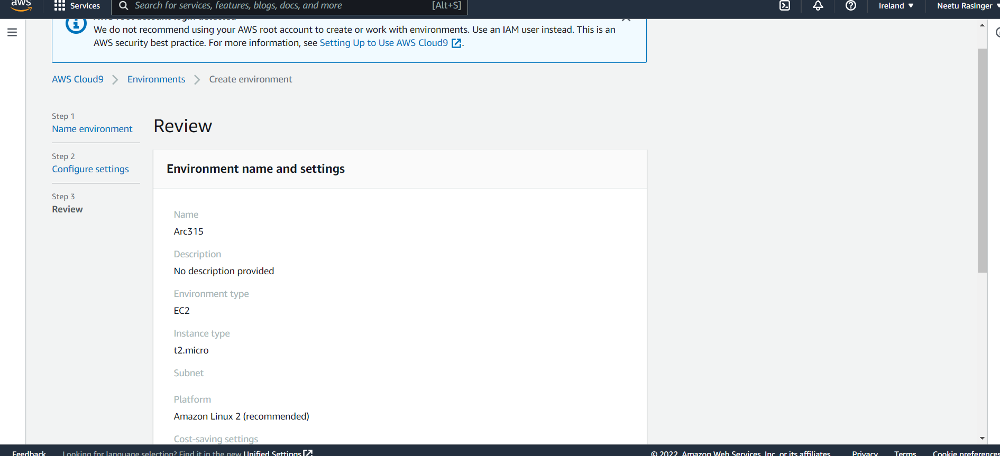 aws
Services
Search for services, features, blogs, docs, and more
[Alt+S]
Ireland ▼
Neetu Rasinger
AWS root account login detected
We do not recommend using your AWS root account to create or work with environments. Use an IAM user instead. This is an
AWS security best practice. For more information, see Setting Up to Use AWS Cloud9.
AWS Cloud9
Environments
Create environment
Step 1
Name environment
Step 2
Configure settings
Step 3
Review
Review
Environment name and settings
Name
Arc315
Description
No description provided
Environment type
EC2
Instance type
t2.micro
Subnet
Platform
Amazon Linux 2 (recommended)
Cost-saving settings
Feedback
Looking for language selection? Find it in the new Unified Settings
© 2022, Amazon Web Services, Inc. or its affiliates.
Privacy
Terms
Cookie preferences